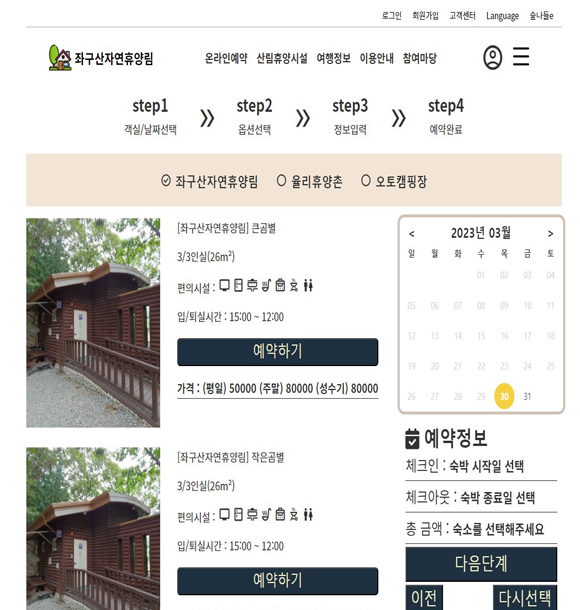 로그인 회원가입 고객센터 Language 숲나들e
좌구산자연휴양림 온라인예약 산림휴양시설 여행정보 이용안내 참여마당
step1 step2 step3 step4
객실/날짜선택 옵션선택 정보입력 예약완료
좌구산자연휴양림 율리휴양촌 오토캠핑장
[좌구산자연휴양림] 큰곰별
3/3인실(26m²)
편의시설 :
입/퇴실시간 : 15:00 ~ 12:00
예약하기
가격 : (평일) 50000 (주말) 80000 (성수기) 80000
[좌구산자연휴양림] 작은곰별
3/3인실(26m²)
편의시설 :
입/퇴실시간 : 15:00 ~ 12:00
예약하기
< 2023년 03월 >
일 월 화 수 목 금 토
01 02 03 04
05 06 07 08 09 10 11
12 13 14 15 16 17 18
19 20 21 22 23 24 25
26 27 28 29 30 31
예약정보
체크인 : 숙박 시작일 선택
체크아웃 : 숙박 종료일 선택
총 금액 : 숙소를 선택해주세요
다음단계
이전 다시선택